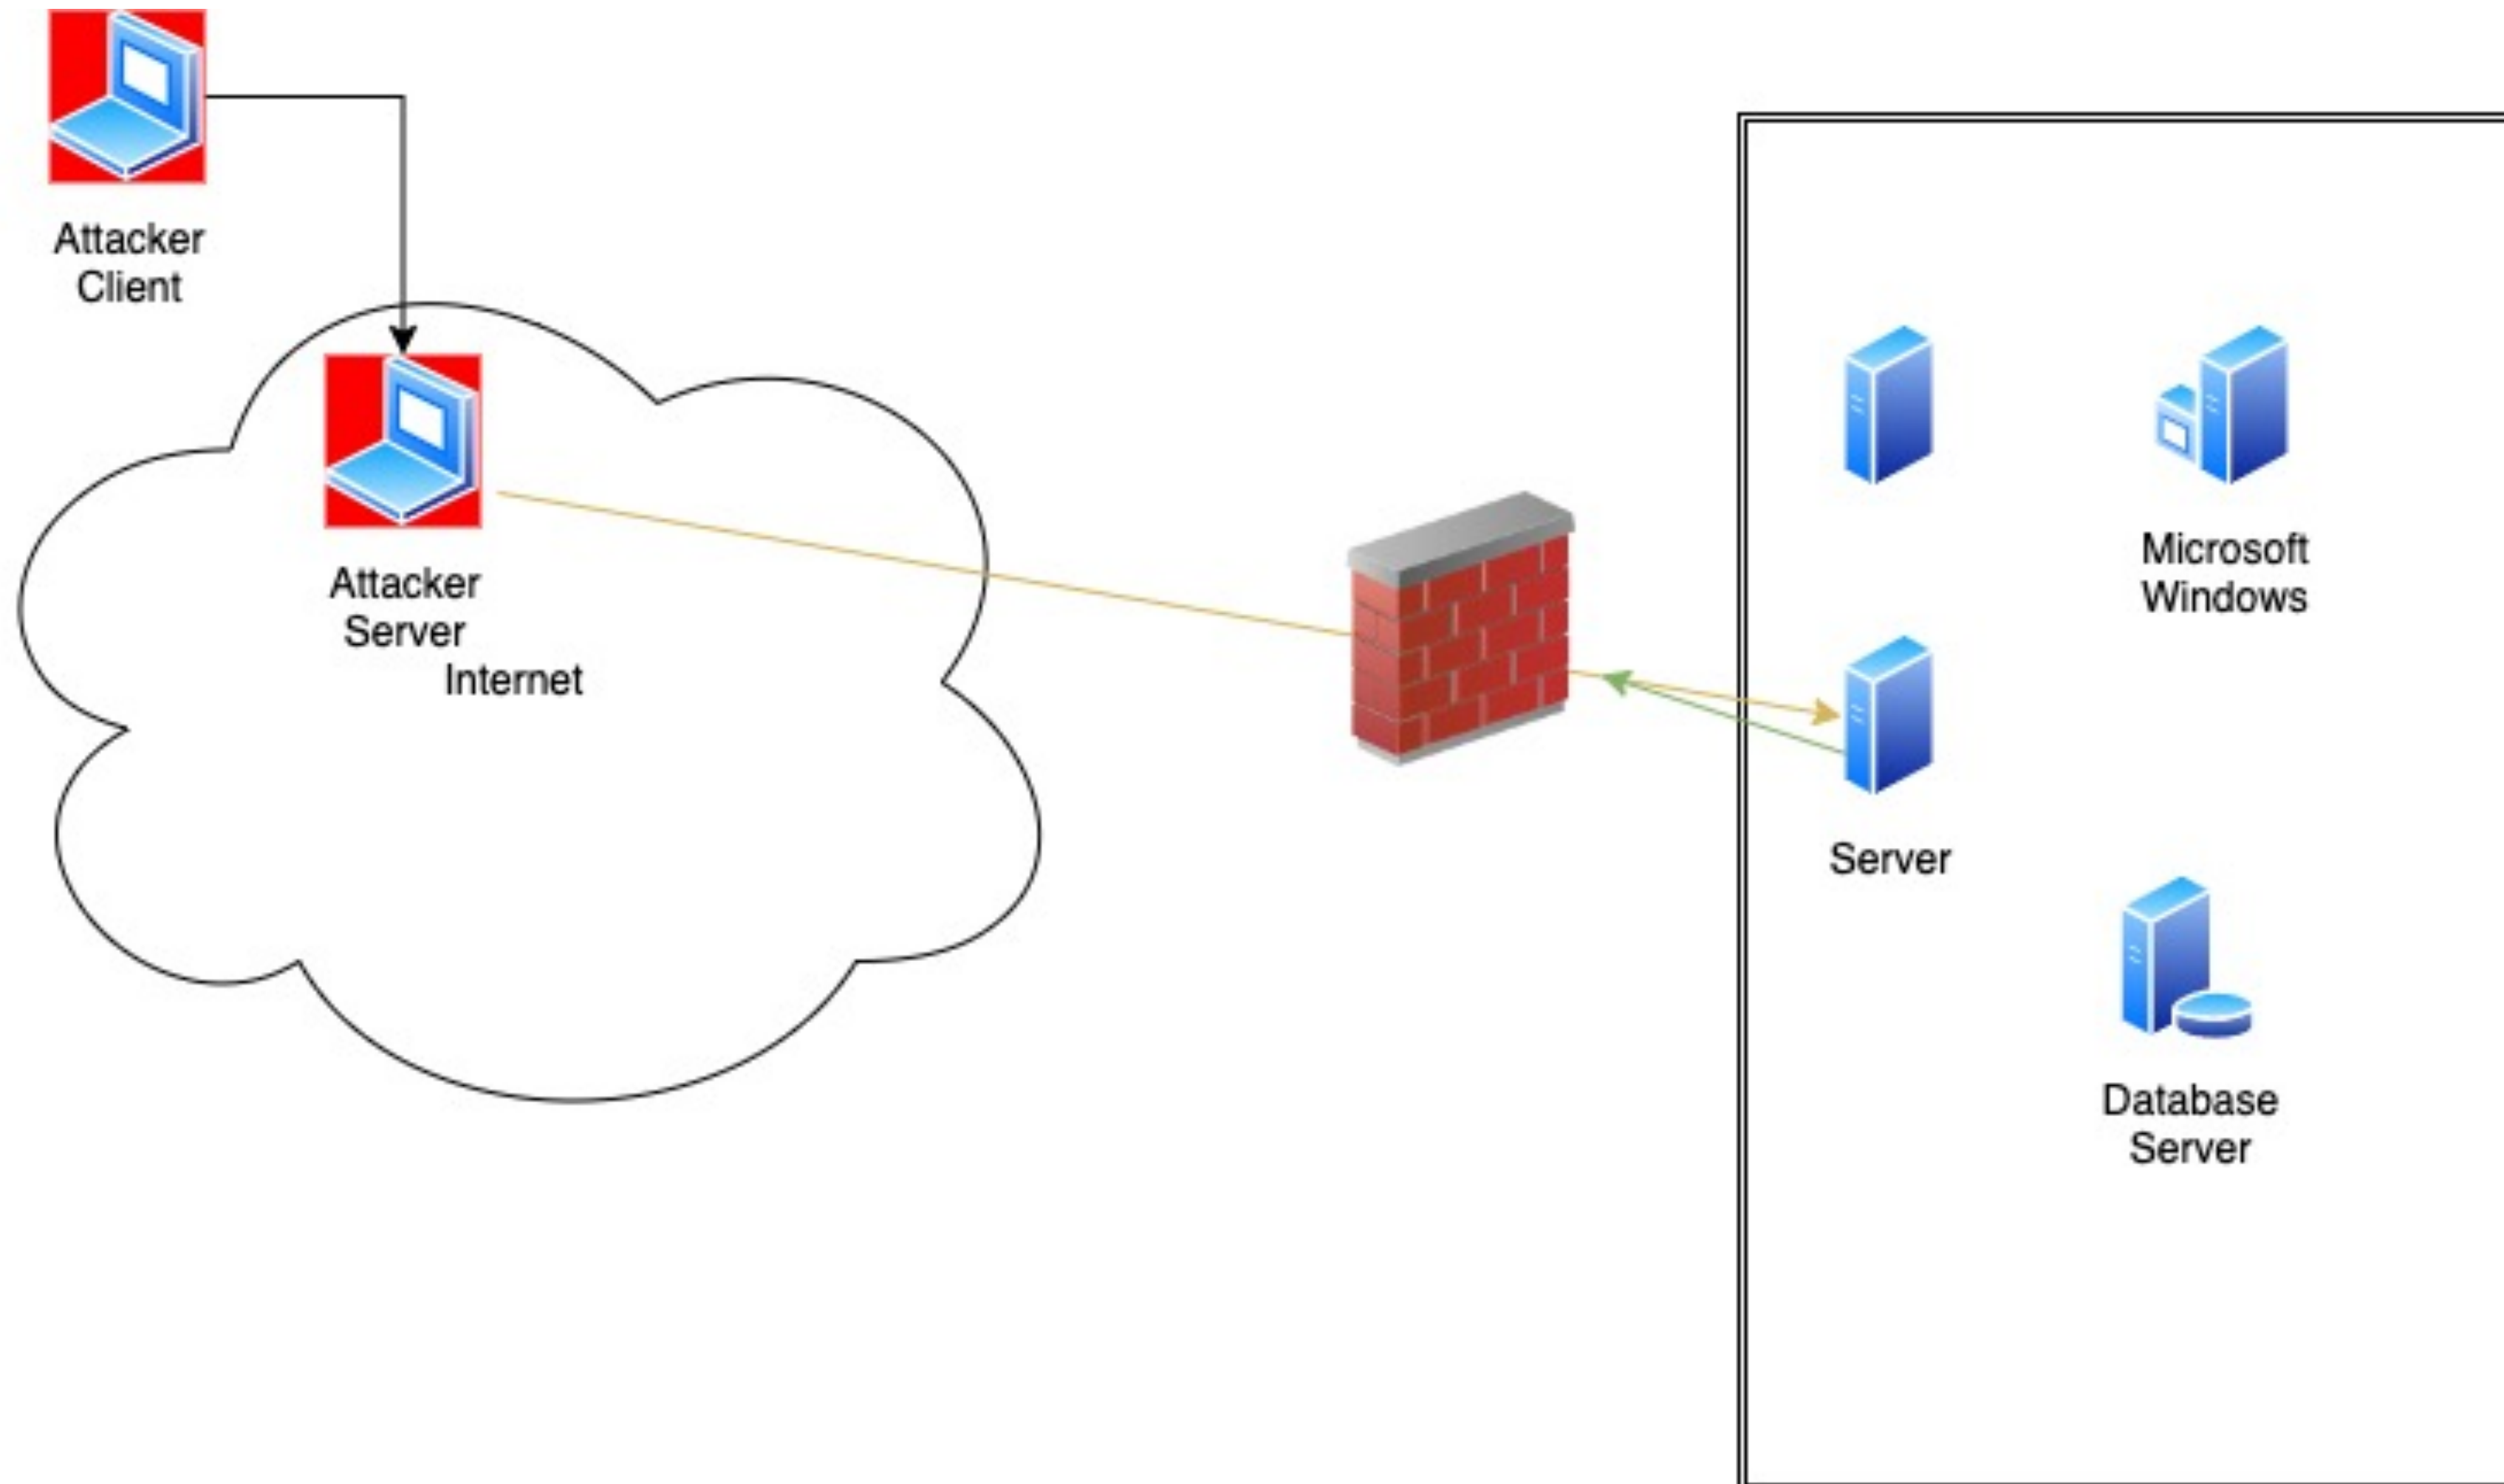 Attacker
Client
Attacker
Server
Internet
Microsoft
Windows
Server
Database
Server